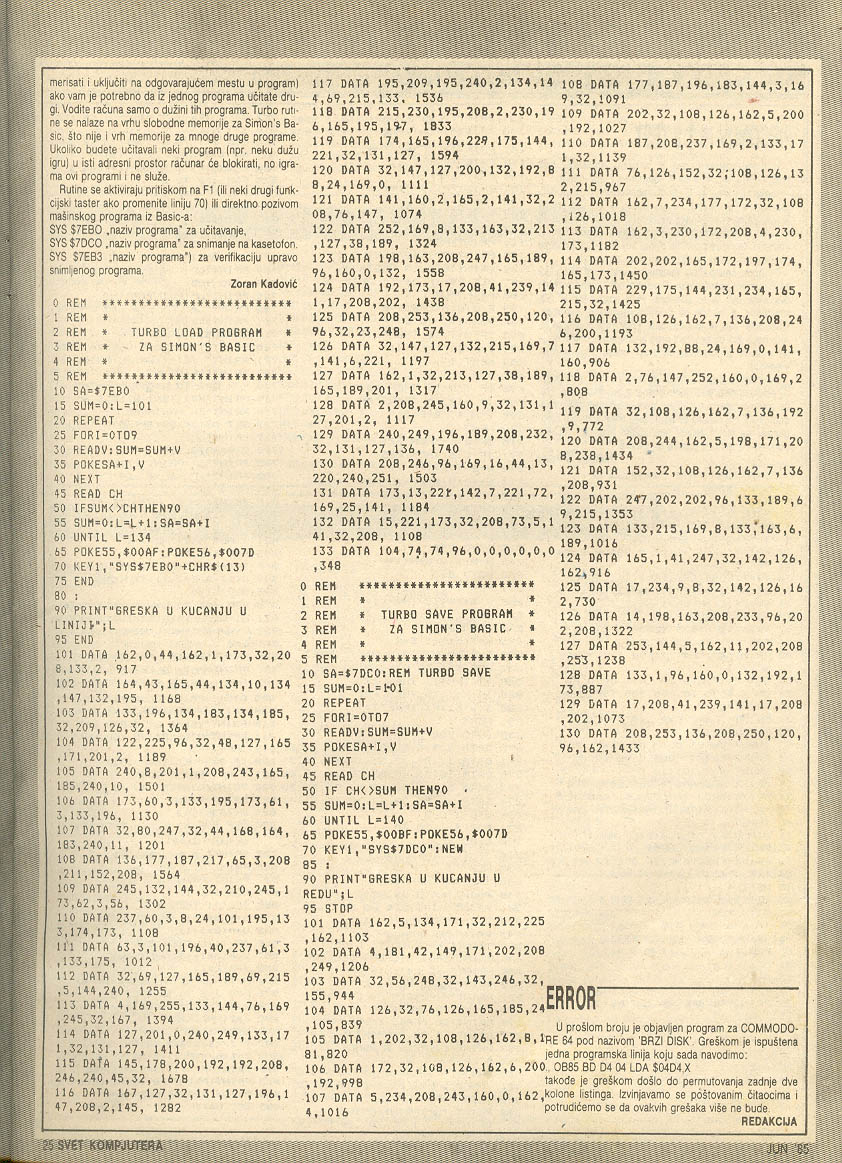 merisati i uključiti na odgovarajućem mestu u program)
ako vam je potrebno da iz jednog programa učitate dru-
gi. Vodite računa samo o dužini tih programa. Turbo ruti-
ne se nalaze na vrhu slobodne memorije za Simon's Ba-
sic, što nije i vrh memorije za mnoge druge programe.
Ukoliko budete učitavali neki program (npr. neku dužu
igru) u isti adresni prostor računar će blokirati, no igra-
ma ovi programi i ne služe.
Rutine se aktiviraju pritiskom na F1 (ili neki drugi funk-
cijski taster ako promenite liniju 70) ili direktno pozivom
mašinskog programa iz Basic-a:
SYS $7EBO „naziv programa" za učitavanje,
SYS $7DCO „naziv programa" za snimanje na kasetofon.
SYS $7EB3 „naziv programa") za verifikaciju upravo
snimljenog programa.
Zoran Kadović
0 REM **************************
1 REM * *
2 REM * TURBO LOAD PROGRAM *
3 REM * ZA SIMON'S BASIC *
4 REM * *
5 REM **************************
10 SA=$7EB0
15 SUM=0:L=101
20 REPEAT
25 FORI=0TO9
30 READV:SUM=SUM+V
35 POKESA+I,V
40 NEXT
45 READ CH
50 IFSUM<>CHTHEN90
55 SUM=0:L=L+1:SA=SA+I
60 UNTIL L=134
65 POKE55,$00AF:POKE56,$007D
70 KEY1,"SYS$7EB0"+CHR$(13)
75 END
80 :
90 PRINT"GRESKA U KUCANJU U
LINIJI";L
95 END
101 DATA 162,0,44,162,1,173,32,20
8,133,2, 917
102 DATA 164,43,165,44,134,10,134
,147,132,195, 1168
103 DATA 133,196,134,183,134,185,
32,209,126,32, 1364
104 DATA 122,225,96,32,48,127,165
,171,201,2, 1189
105 DATA 240,8,201,1,208,243,165,
185,240,10, 1501
106 DATA 173,60,3,133,195,173,61,
3,133,196, 1130
107 DATA 32,80,247,32,44,168,164,
183,240,11, 1201
108 DATA 136,177,187,217,65,3,208
,211,152,208, 1564
109 DATA 245,132,144,32,210,245,1
73,62,3,56, 1302
110 DATA 237,60,3,8,24,101,195,13
3,174,173, 1108
111 DATA 63,3,101,196,40,237,61,3
,133,175, 1012
112 DATA 32,69,127,165,189,69,215
,5,144,240, 1255
113 DATA 4,169,255,133,144,76,169
,245,32,167, 1394
114 DATA 127,201,0,240,249,133,17
1,32,131,127, 1411
115 DATA 145,178,200,192,192,208,
246,240,45,32, 1678
116 DATA 167,127,32,131,127,196,1
47,208,2,145, 1282
117 DATA 195,209,195,240,2,134,14
4,69,215,133, 1536
118 DATA 215,230,195,208,2,230,19
6,165,195,197, 1833
119 DATA 174,165,196,229,175,144,
221,32,131,127, 1594
120 DATA 32,147,127,200,132,192,8
8,24,169,0, 1111
121 DATA 141,160,2,165,2,141,32,2
08,76,147, 1074
122 DATA 252,169,8,133,163,32,213
,127,38,189, 1324
123 DATA 198,163,208,247,165,189,
96,160,0,132, 1558
124 DATA 192,173,17,208,41,239,14
1,17,208,202, 1438
125 DATA 208,253,136,208,250,120,
96,32,23,248, 1574
126 DATA 32,147,127,132,215,169,7
,141,6,221, 1197
127 DATA 162,1,32,213,127,38,189,
165,189,201, 1317
128 DATA 2,208,245,160,9,32,131,1
27,201,2, 1117
129 DATA 240,249,196,189,208,232,
32,131,127,136, 1740
130 DATA 208,246,96,169,16,44,13,
220,240,251, 1503
131 DATA 173,13,221,142,7,221,72,
169,25,141, 1184
132 DATA 15,221,173,32,208,73,5,1
41,32,208, 1108
133 DATA 104,74,74,96,0,0,0,0,0,0
,348
0 REM ************************
1 REM * *
2 REM * TURBO SAVE PROGRAM *
3 REM * ZA SIMON'S BASIC *
4 REM * *
5 REM ************************
10 SA=$7DC0:REM TURBO SAVE
15 SUM=0:L=101
20 REPEAT
25 FORI=0TO7
30 READV:SUM=SUM+V
35 POKESA+I,V
40 NEXT
45 READ CH
50 IF CH<>SUM THEN90
55 SUM=0:L=L+1:SA=SA+I
60 UNTIL L=140
65 POKE55,$00BF:POKE56,$007D
70 KEY1,"SYS$7DC0":NEW
85 :
90 PRINT"GRESKA U KUCANJU U
REDU";L
95 STOP
101 DATA 162,5,134,171,32,212,225
,162,1103
102 DATA 4,181,42,149,171,202,208
,249,1206
103 DATA 32,56,248,32,143,246,32,
155,944
104 DATA 126,32,76,126,165,185,24
,105,839
105 DATA 1,202,32,108,126,162,8,1
81,820
106 DATA 172,32,108,126,162,6,200
,192,998
107 DATA 5,234,208,243,160,0,162,
4,1016
108 DATA 177,187,196,183,144,3,16
9,32,1091
109 DATA 202,32,108,126,162,5,200
,192,1027
110 DATA 187,208,237,169,2,133,17
1,32,1139
111 DATA 76,126,152,32,108,126,13
2,215,967
112 DATA 162,7,234,177,172,32,108
,126,1018
113 DATA 162,3,230,172,208,4,230,
173,1182
114 DATA 202,202,165,172,197,174,
165,173,1450
115 DATA 229,175,144,231,234,165,
215,32,1425
116 DATA 108,126,162,7,136,208,24
6,200,1193
117 DATA 132,192,88,24,169,0,141,
160,906
118 DATA 2,76,147,252,160,0,169,2
,808
119 DATA 32,108,126,162,7,136,192
,9,772
120 DATA 208,244,162,5,198,171,20
8,238,1434
121 DATA 152,32,108,126,162,7,136
,208,931
122 DATA 247,202,202,96,133,189,6
9,215,1353
123 DATA 133,215,169,8,133,163,6,
189,1016
124 DATA 165,1,41,247,32,142,126,
162,916
125 DATA 17,234,9,8,32,142,126,16
2,730
126 DATA 14,198,163,208,233,96,20
2,208,1322
127 DATA 253,144,5,162,11,202,208
,253,1238
128 DATA 133,1,96,160,0,132,192,1
73,887
129 DATA 17,208,41,239,141,17,208
,202,1073
130 DATA 208,253,136,208,250,120,
96,162,1433
ERROR
U prošlom broju je objavljen program za COMMODO-
RE 64 pod nazivom 'BRZI DISK'. Greškom je ispuštena
jedna programska linija koju sada navodimo:
OB85 BD D4 04 LDA $04D4,X
takođe je greškom došlo do permutovanja zadnje dve
kolone listinga. Izvinjavamo se poštovanim čitaocima i
potrudićemo se da ovakvih grešaka više ne bude.
REDAKCIJA
25 SVET KOMPJUTERA
JUN '85